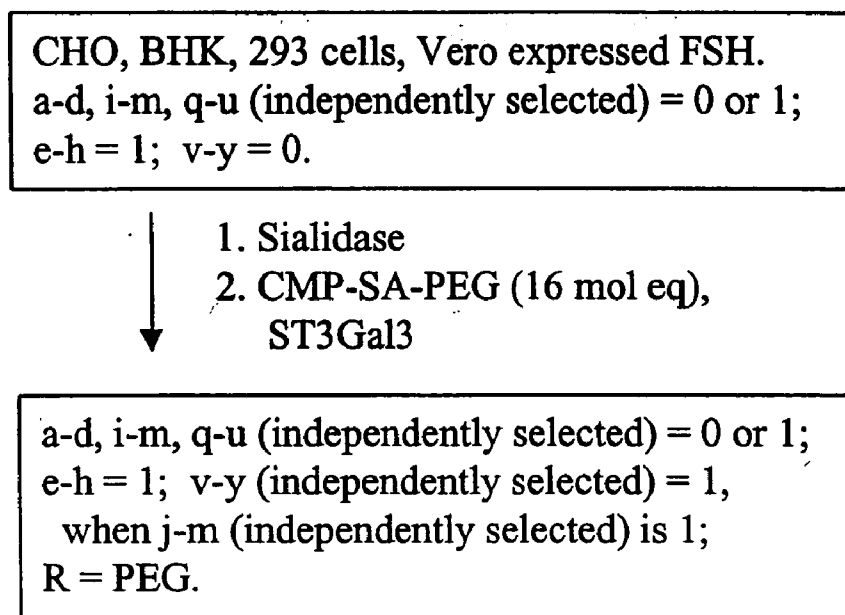 CHO, BHK, 293 cells, Vero expressed FSH.
a-d, i-m, q-u (independently selected) = 0 or 1;
e-h = 1; v-y = 0.
1. Sialidase
2. CMP-SA-PEG (16 mol eq),
ST3Gal3
a-d, i-m, q-u (independently selected) = 0 or 1;
e-h = 1; v-y (independently selected) = 1,
when j-m (independently selected) is 1;
R = PEG.